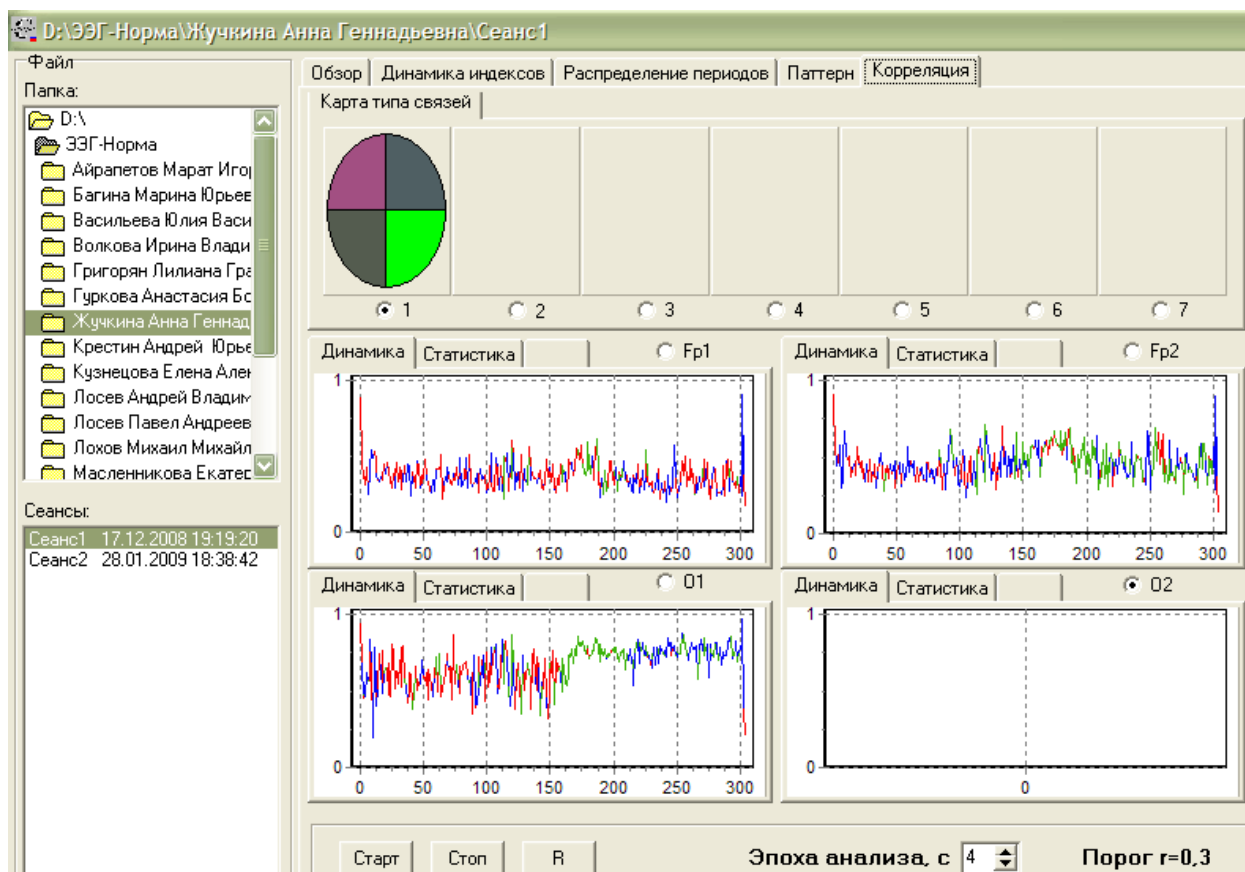 D:\ЭЭГ-Норма\Жучкина Анна Геннадьевна\Сеанс1
Файл
Папка:
D:\
ЭЭГ-Норма
Айрапетов Марат Иго
Багина Марина Юрьев
Васильева Юлия Васи
Волкова Ирина Влади
Григорян Лилиана Гра
Гуркова Анастасия Бо
Жучкина Анна Геннад
Крестин Андрей Юрье
Кузнецова Елена Алек
Лосев Андрей Владим
Лосев Павел Андреев
Лохов Михаил Михайл
Масленникова Екатер
Сеансы:
Сеанс1 17.12.2008 19:19:20
Сеанс2 28.01.2009 18:38:42
Обзор Динамика индексов Распределение периодов Паттерн Корреляция
Карта типа связей
1 2 3 4 5 6 7
Динамика Статистика Fp1
1
0
0 50 100 150 200 250 300
Динамика Статистика Fp2
1
0
0 50 100 150 200 250 300
Динамика Статистика O1
1
0
0 50 100 150 200 250 300
Динамика Статистика O2
1
0
0
Старт Стоп R Эпоха анализа, с 4 Порог r=0,3